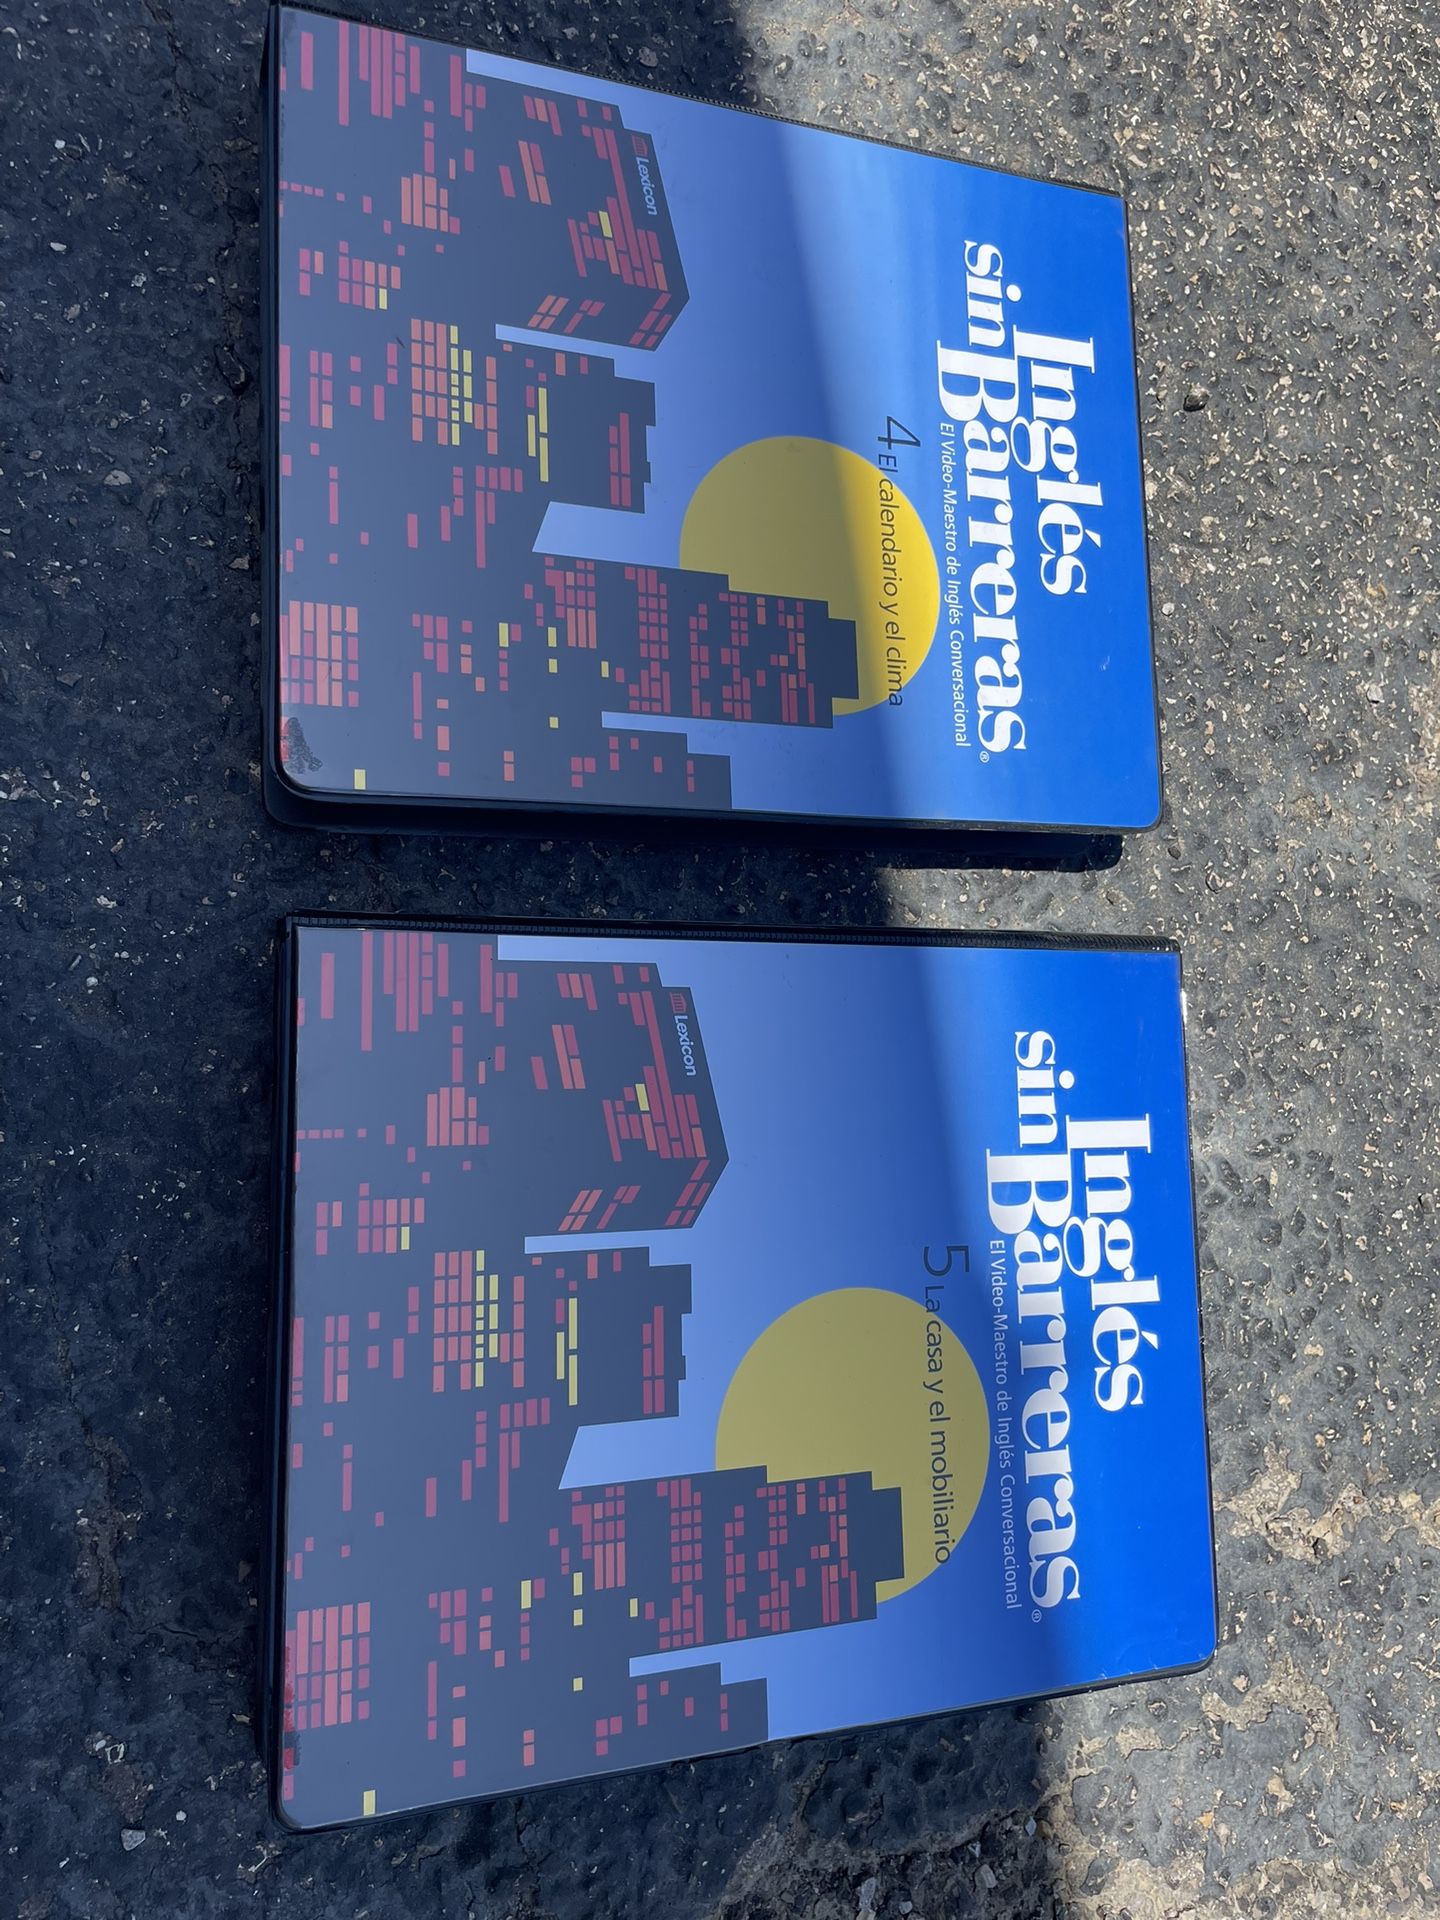 Inglés
sin Barreras®
El Video-Maestro de Inglés Conversacional
4 El calendario y el clima
Lexicon
Inglés
sin Barreras®
El Video-Maestro de Inglés Conversacional
5 La casa y el mobiliario
Lexicon